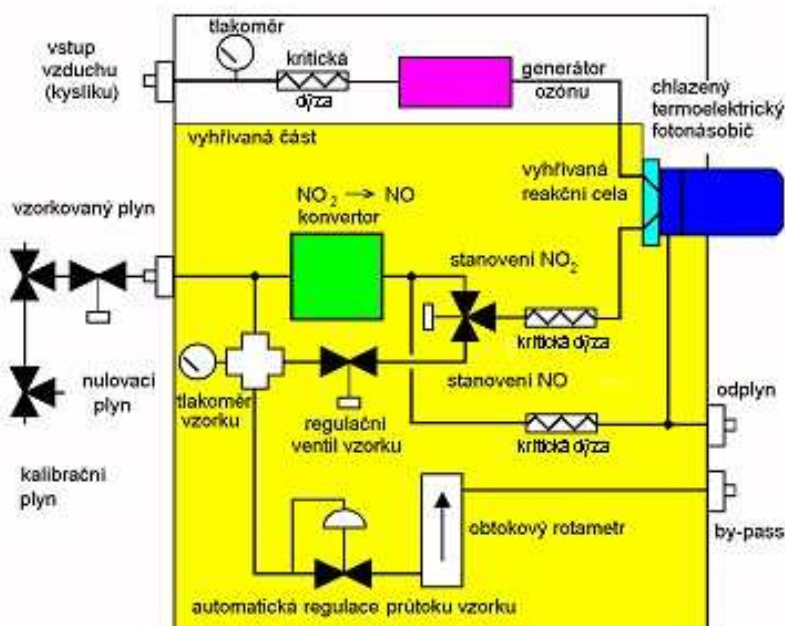 tlakoměr
vstup
vzduchu
(kyslíku)
kritická
dýza
generátor
ozónu
chlazený
termoelektrický
fotonásobič
vyhřívaná část
vyhřívaná
reakční cela
NO2 → NO
konvertor
vzorkovaný plyn
stanovení NO2
kritická dýza
nulovací
plyn
tlakoměr
vzorku
regulační
ventil vzorku
stanovení NO
kritická dýza
odplyn
kalibrační
plyn
obtokový rotametr
by-pass
automatická regulace průtoku vzorku